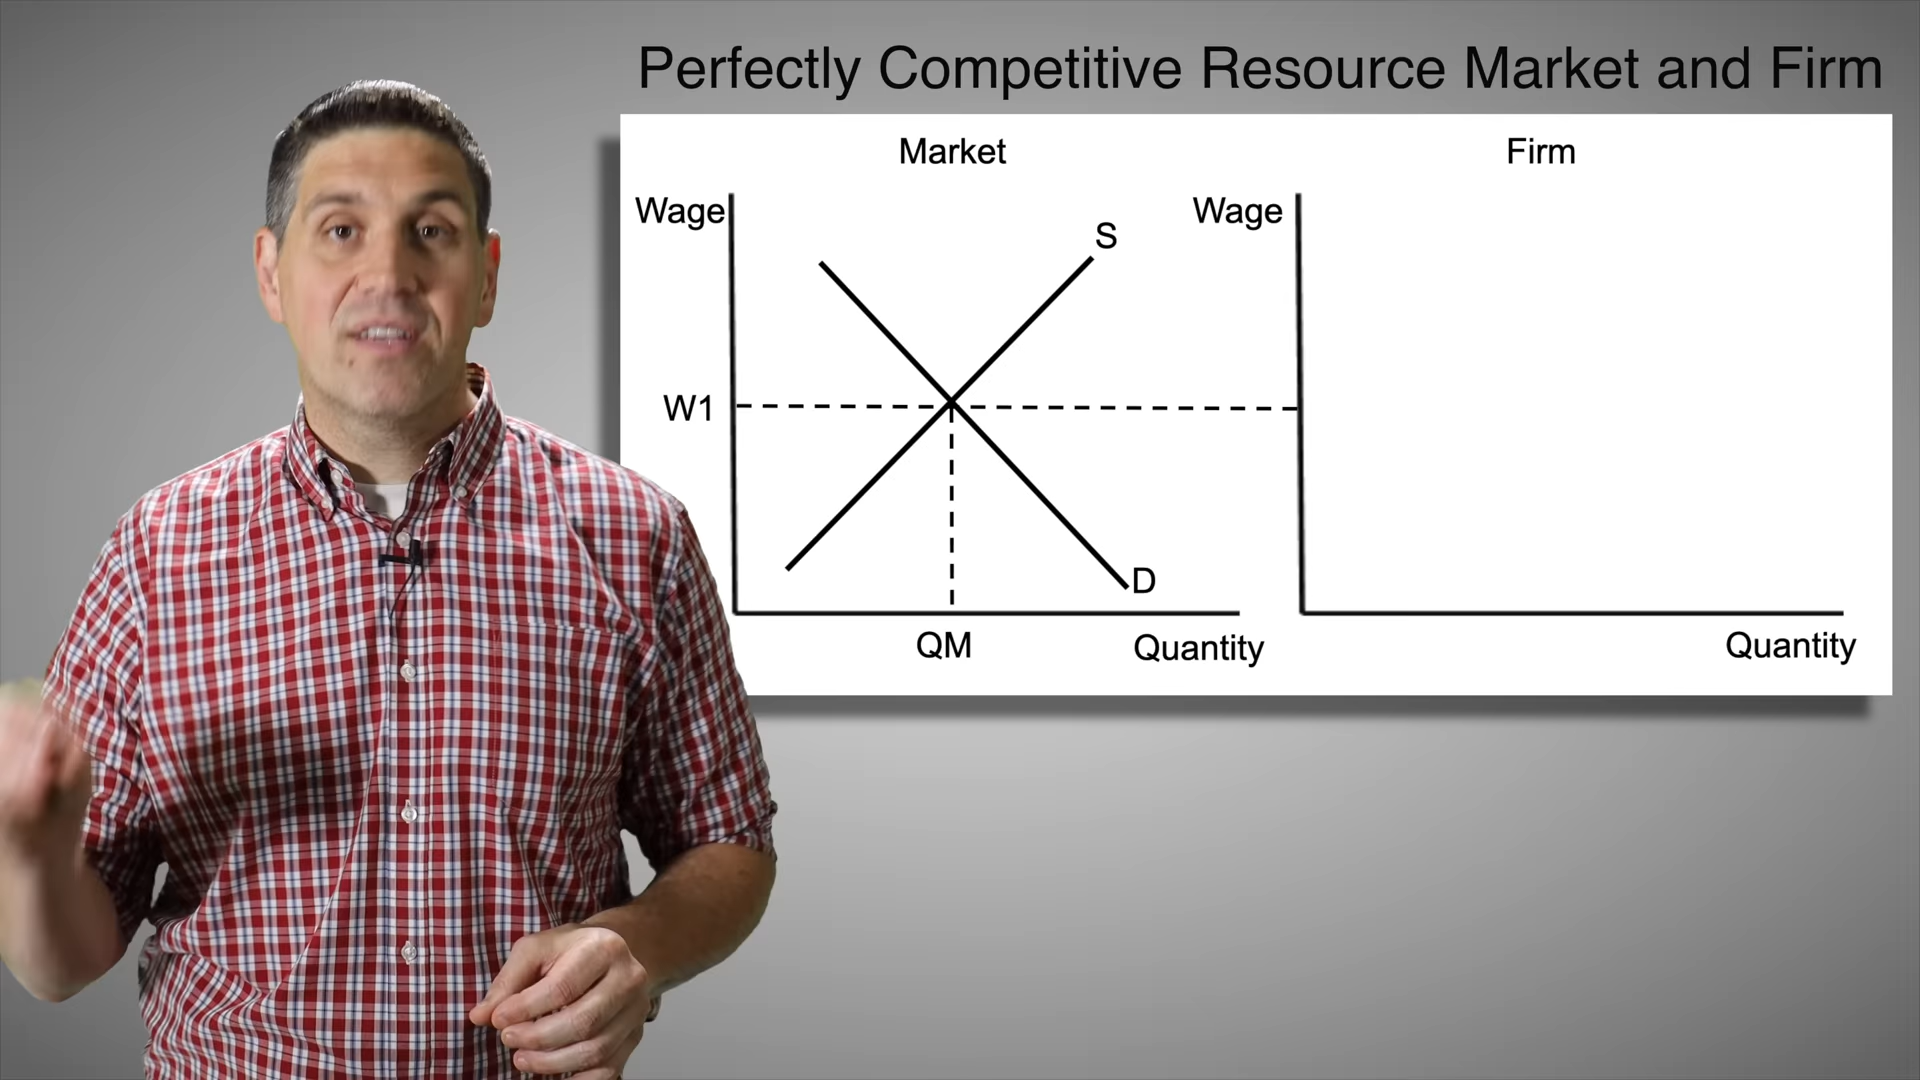 Perfectly Competitive Resource Market and Firm
Market
Firm
Wage
S
Wage
W1
D
QM
Quantity
Quantity